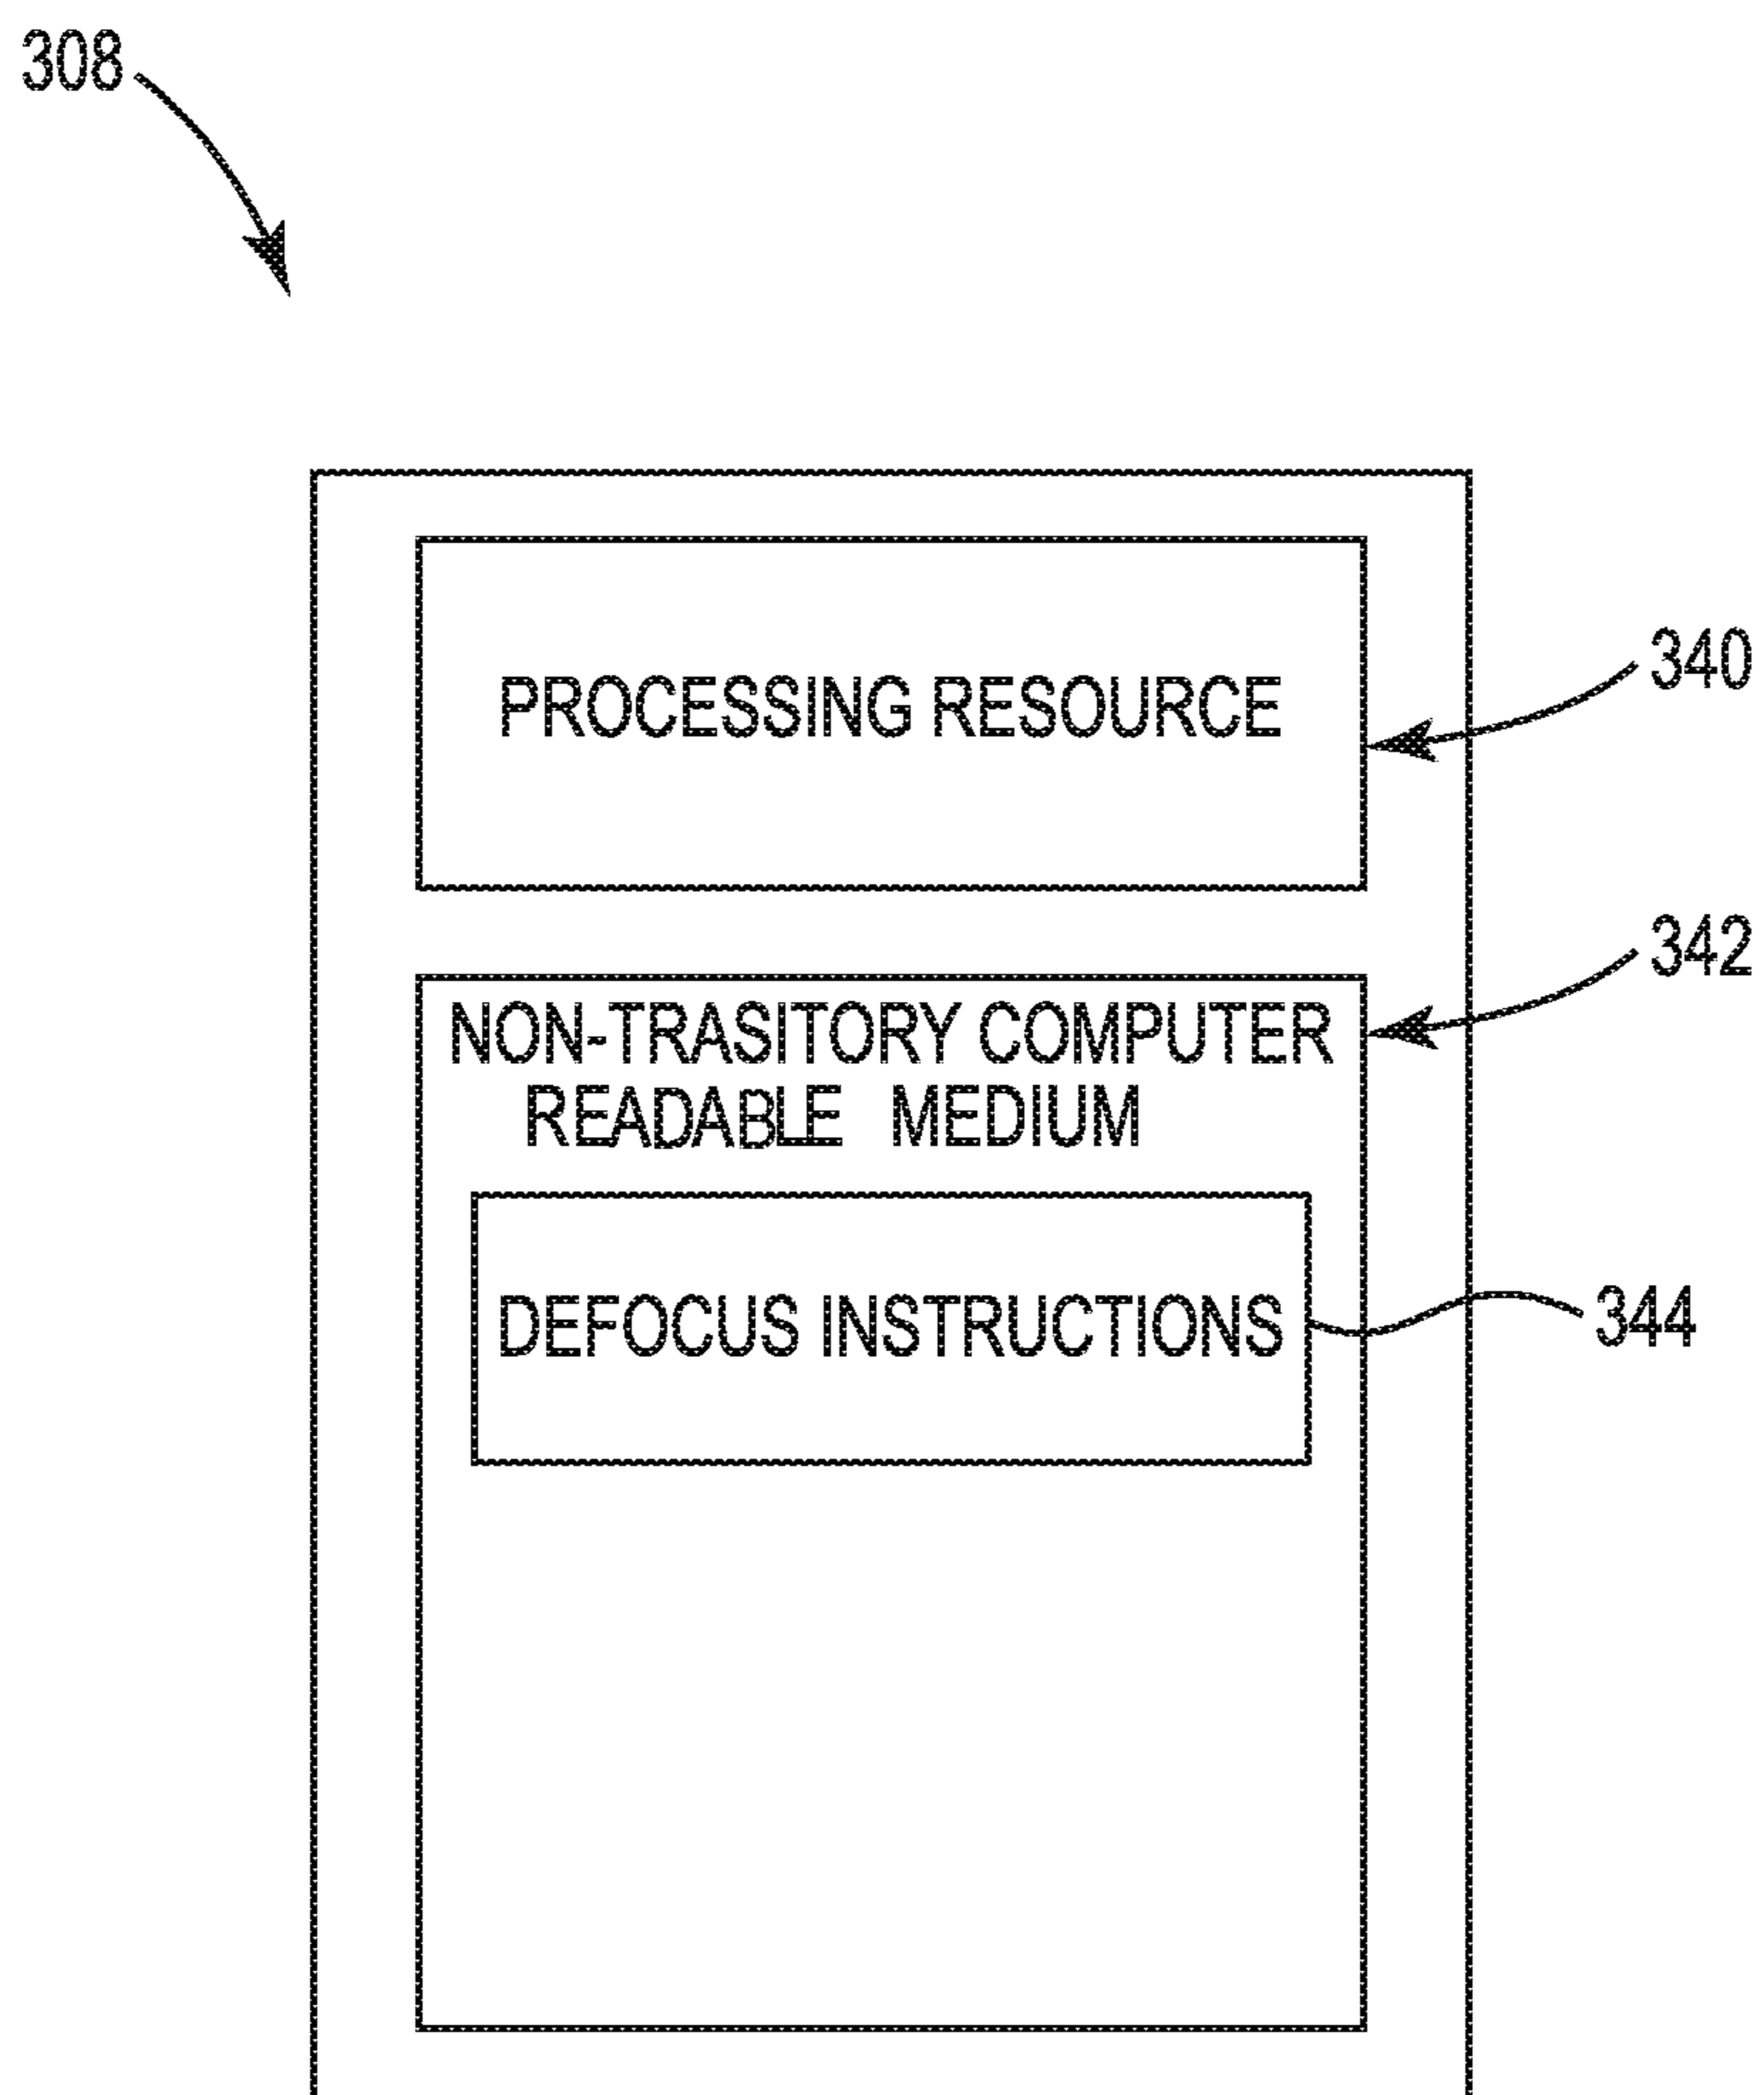 308
PROCESSING RESOURCE
340
342
NON-TRASITORY COMPUTER
READABLE MEDIUM
DEFOCUS INSTRUCTIONS
344